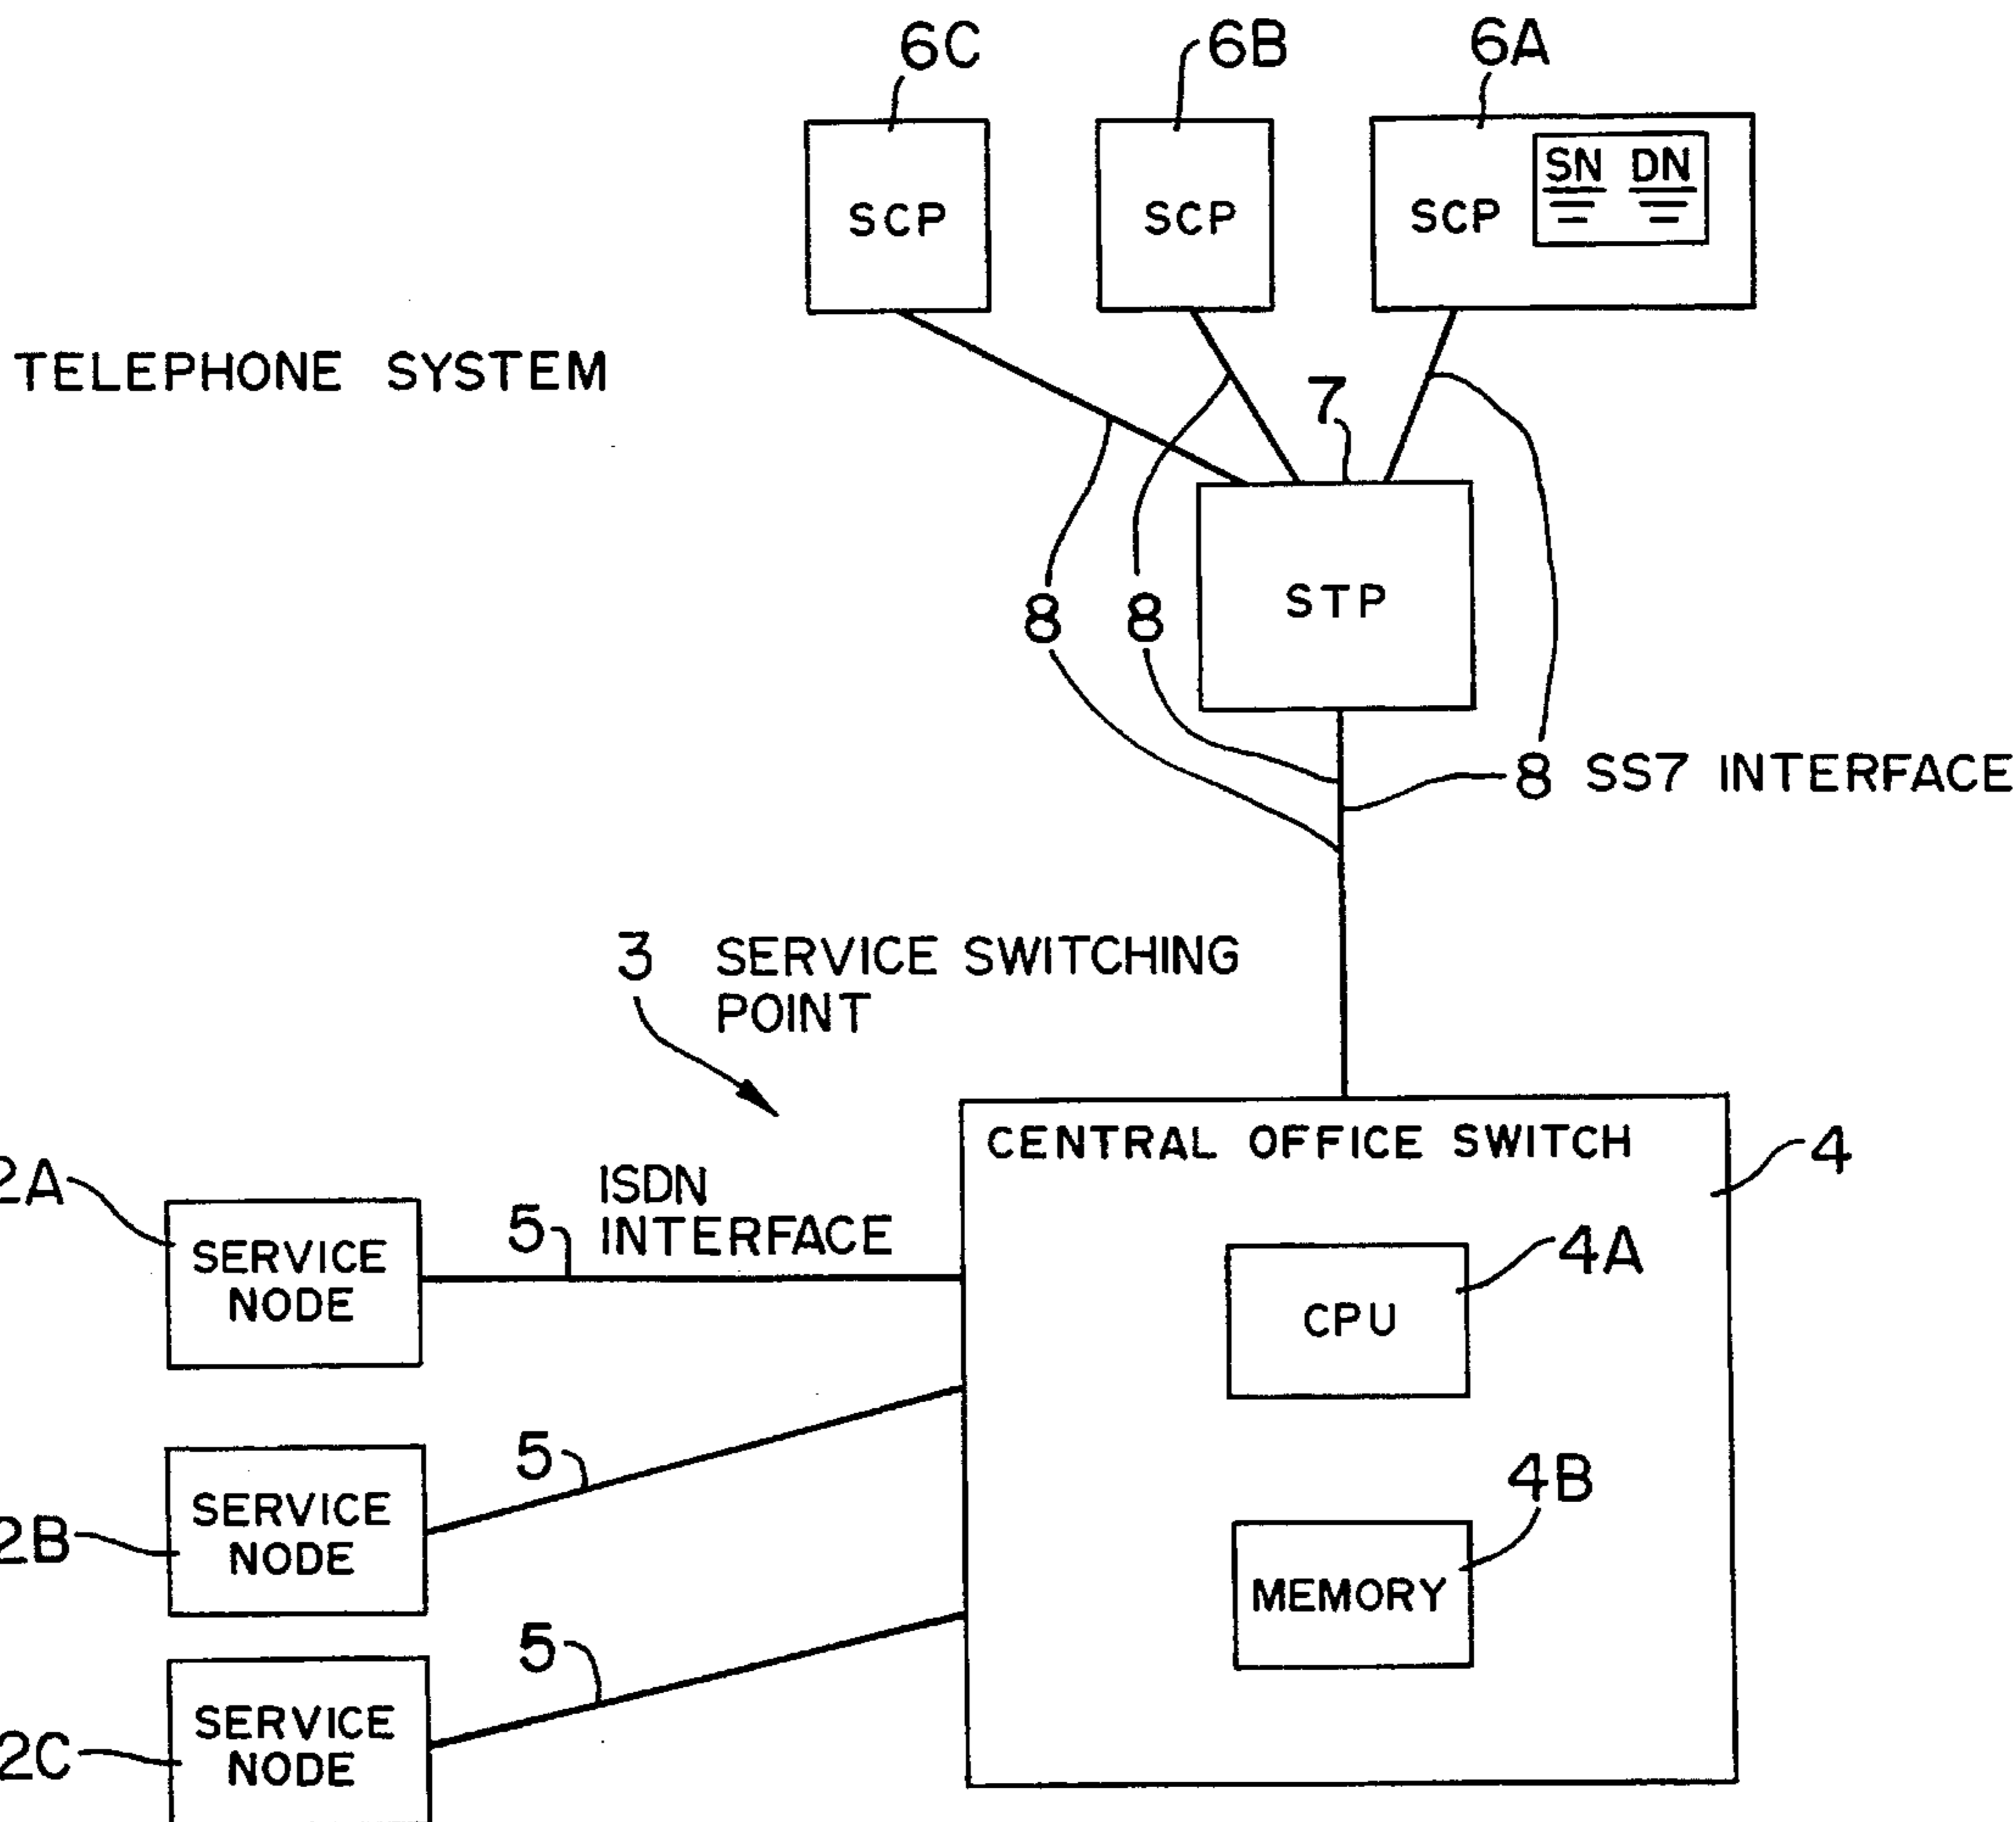 6C
6B
6A
SCP
SCP
SCP
SN DN
TELEPHONE SYSTEM
7
8
8
STP
8 SS7 INTERFACE
3 SERVICE SWITCHING
POINT
CENTRAL OFFICE SWITCH
4
2A
ISDN
INTERFACE
5
SERVICE
NODE
4A
CPU
5
4B
2B
SERVICE
NODE
MEMORY
5
2C
SERVICE
NODE